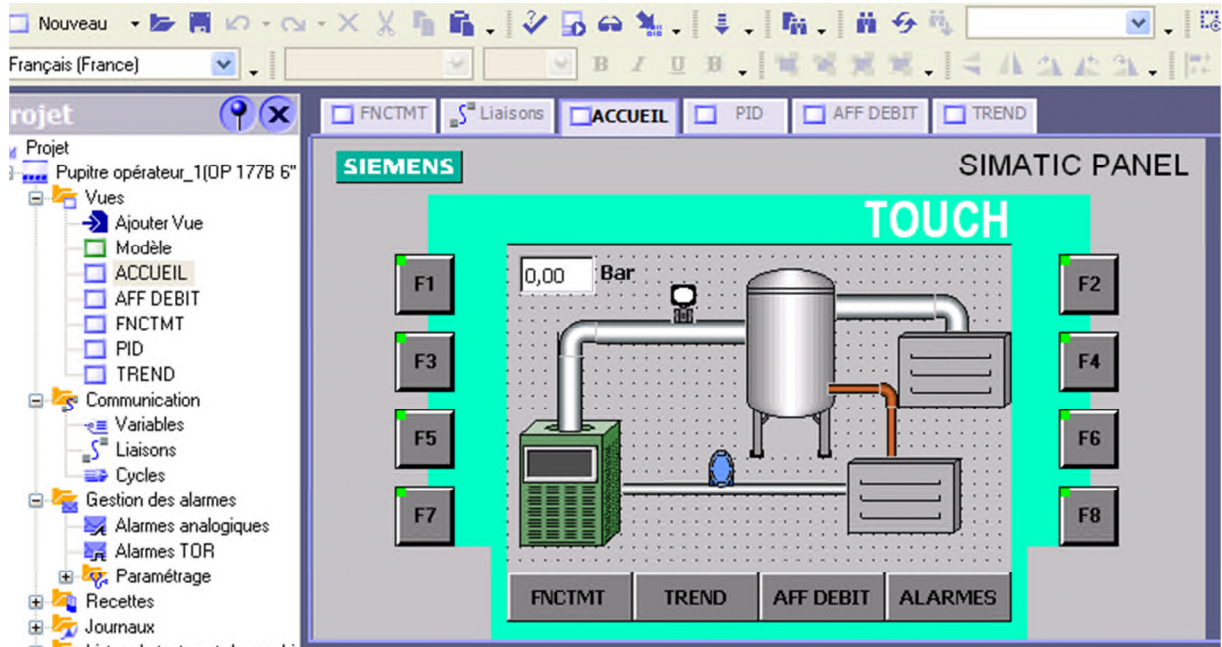 Nouveau
Français (France)
B I U
rojet
FNCTMT Liaisons ACCUEIL PID AFF DEBIT TREND
Projet
Pupitre opérateur_1(OP 177B 6"
Vues
Ajouter Vue
Modèle
ACCUEIL
AFF DEBIT
FNCTMT
PID
TREND
Communication
Variables
Liaisons
Cycles
Gestion des alarmes
Alarmes analogiques
Alarmes TOR
Paramétrage
Recettes
Journaux
SIEMENS
SIMATIC PANEL
TOUCH
0,00 Bar
F1
F2
F3
F4
F5
F6
F7
F8
FNCTMT TREND AFF DEBIT ALARMES